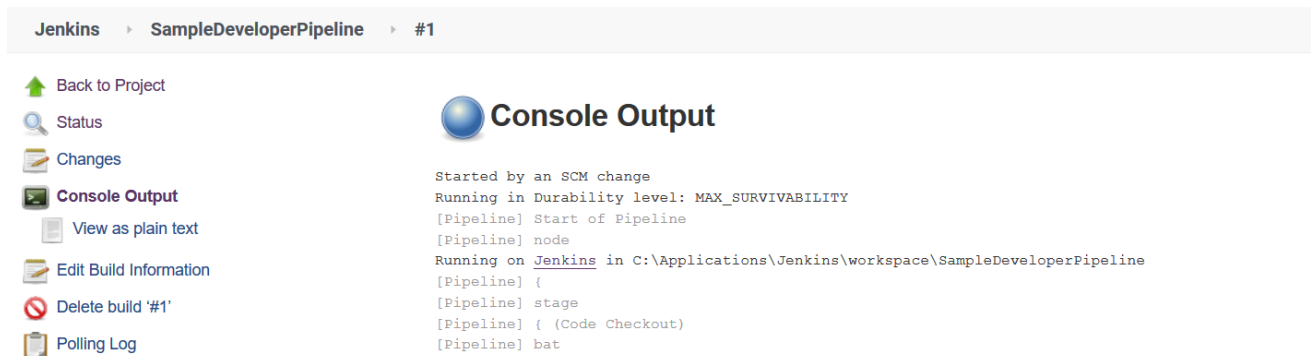 Jenkins SampleDeveloperPipeline #1
Back to Project
Status
Changes
Console Output
View as plain text
Edit Build Information
Delete build ‘#1’
Polling Log
Console Output
Started by an SCM change
Running in Durability level: MAX_SURVIVABILITY
[Pipeline] Start of Pipeline
[Pipeline] node
Running on Jenkins in C:\Applications\Jenkins\workspace\SampleDeveloperPipeline
[Pipeline] {
[Pipeline] stage
[Pipeline] { (Code Checkout)
[Pipeline] bat